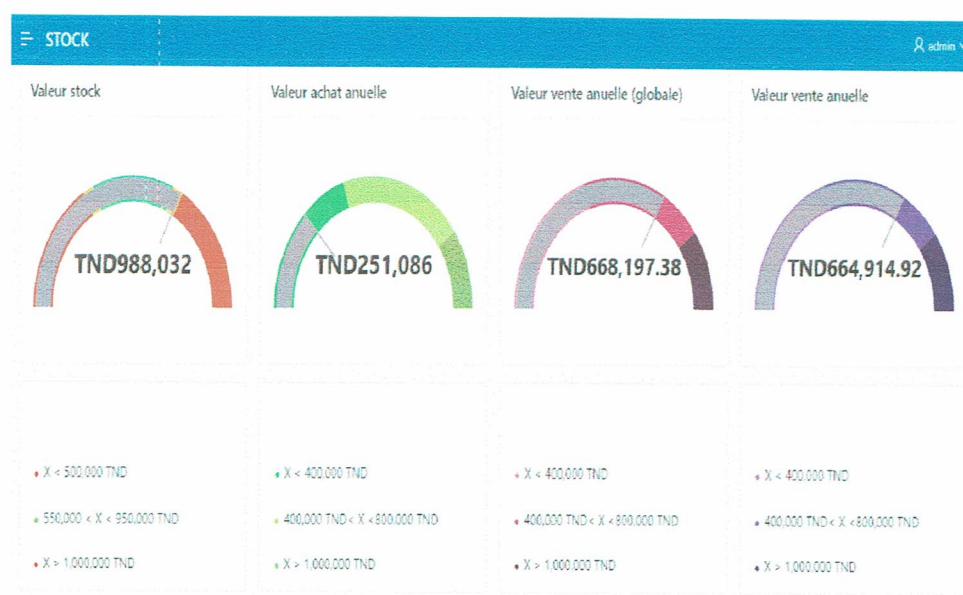 STOCK
admin
Valeur stock
Valeur achat anuelle
Valeur vente anuelle (globale)
Valeur vente anuelle
TND988,032
TND251,086
TND668,197.38
TND664,914.92
X < 500,000 TND
550,000 < X < 950,000 TND
X > 1,000,000 TND
X < 400,000 TND
400,000 TND < X <800,000 TND
X > 1,000,000 TND
X < 400,000 TND
400,000 TND < X <800,000 TND
X > 1,000,000 TND
X < 400,000 TND
400,000 TND < X <800,000 TND
X > 1,000,000 TND